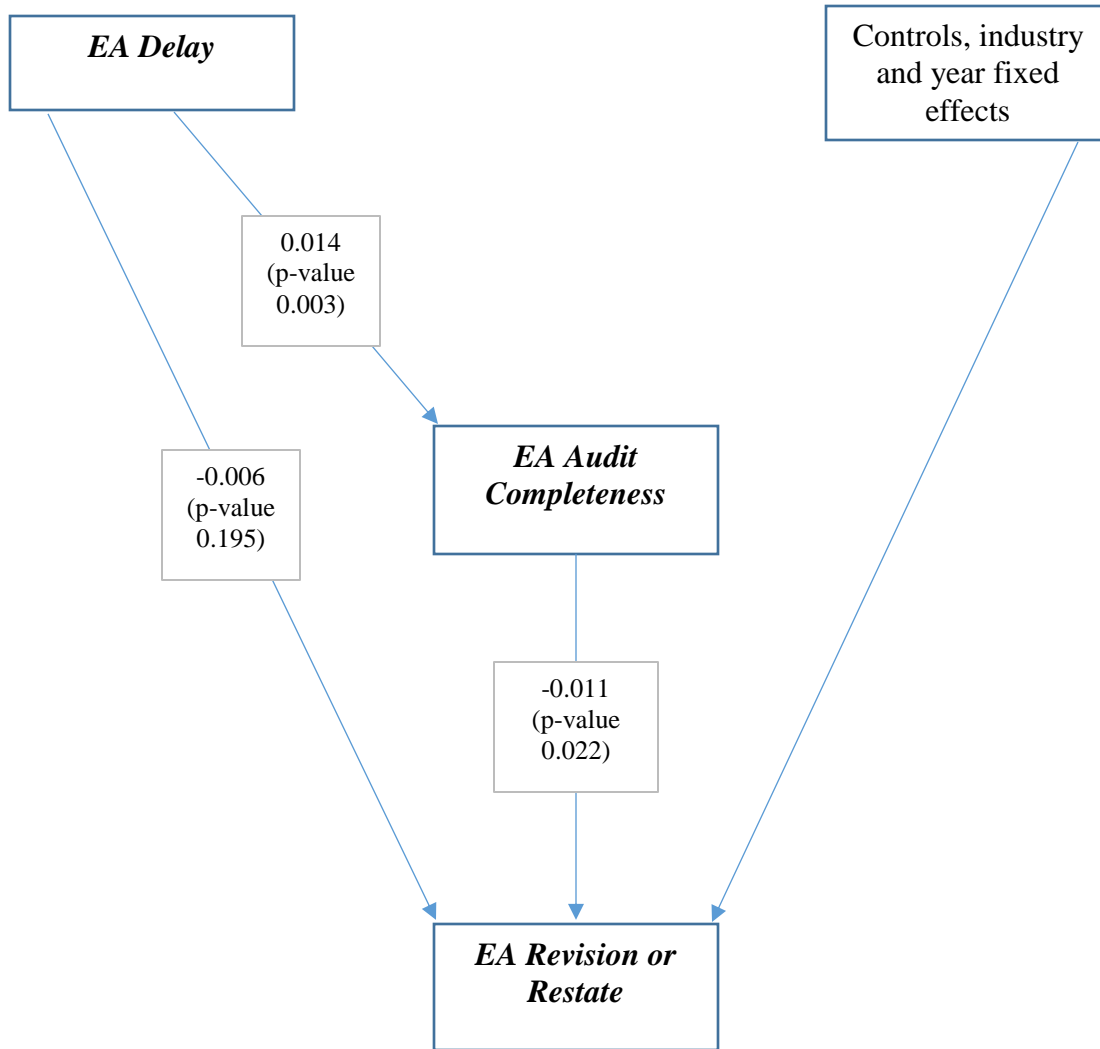 EA Delay
Controls, industry
and year fixed
effects
0.014
(p-value
0.003)
EA Audit
Completeness
-0.006
(p-value
0.195)
-0.011
(p-value
0.022)
EA Revision or
Restate